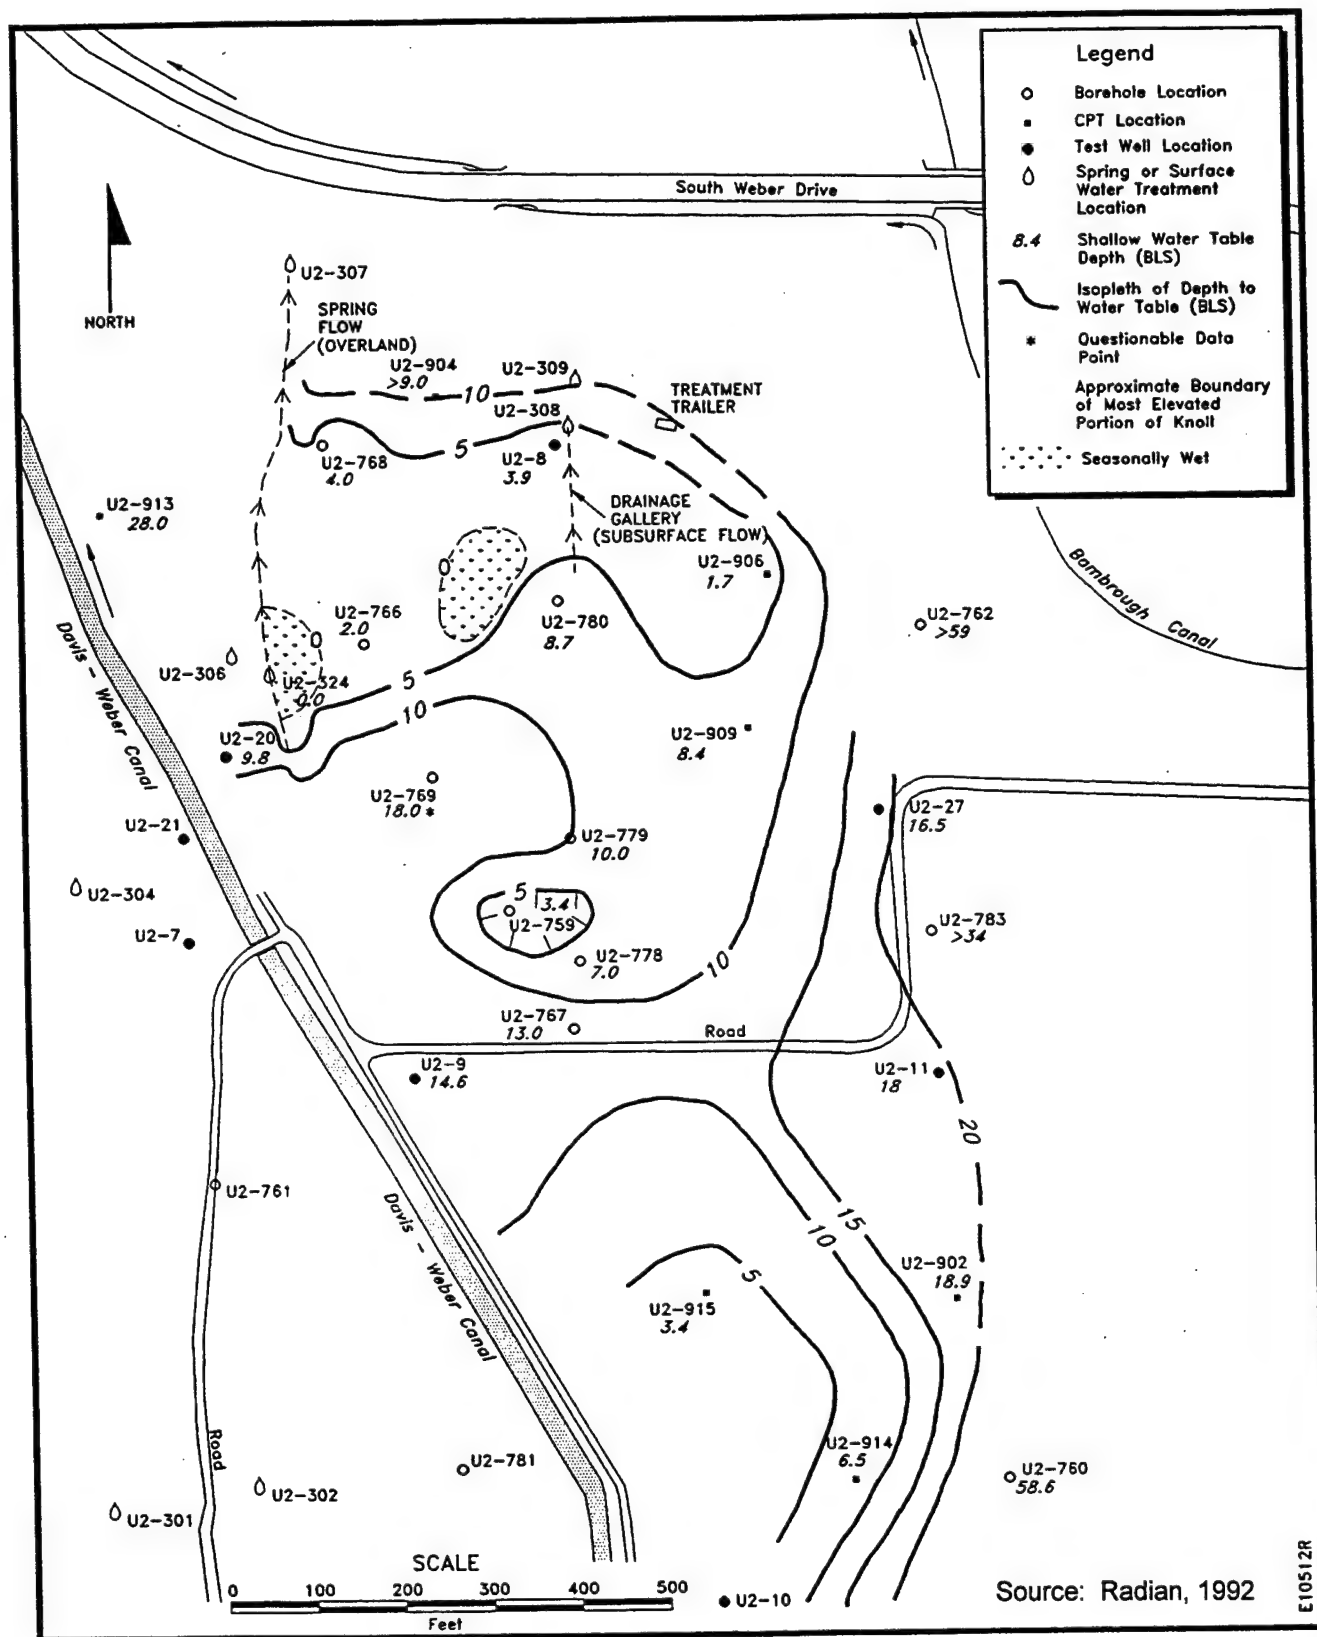 Legend
Borehole Location
CPT Location
Test Well Location
Spring or Surface
Water Treatment
Location
8.4 Shallow Water Table
Depth (BLS)
Isopleth of Depth to
Water Table (BLS)
* Questionable Data
Point
Approximate Boundary
of Most Elevated
Portion of Knoll
Seasonally Wet
South Weber Drive
NORTH
U2-307
SPRING
FLOW
(OVERLAND)
U2-904
>9.0
10
U2-309
TREATMENT
TRAILER
U2-308
5
U2-768
4.0
U2-8
3.9
U2-913
28.0
DRAINAGE
GALLERY
(SUBSURFACE FLOW)
U2-906
1.7
0
U2-766
2.0
0
U2-780
8.7
U2-762
>59
Bambrough Canal
Davis - Weber Canal
U2-306
U2-324
0.0
5
10
U2-20
9.8
U2-909
8.4
U2-769
18.0*
U2-21
U2-779
10.0
U2-27
16.5
U2-304
5
3.4
U2-759
U2-783
>34
U2-7
U2-778
7.0
10
U2-767
13.0
Road
U2-9
14.6
U2-11
18
20
U2-761
Davis - Weber Canal
15
10
U2-902
18.9
5
U2-915
3.4
Road
U2-914
6.5
U2-781
U2-760
58.6
U2-302
U2-301
SCALE
0 100 200 300 400 500
Feet
U2-10
Source: Radian, 1992
E10512R